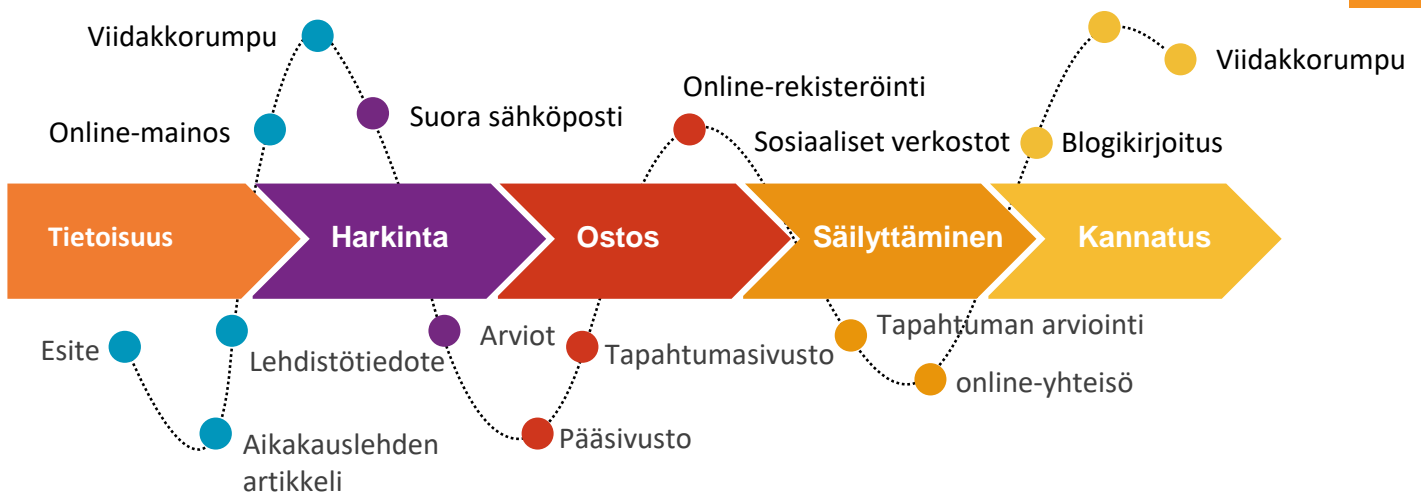 Viidakkorumpu
Viidakkorumpu
Online-rekisteröinti
Suora sähköposti
Online-mainos
Sosiaaliset verkostot
Blogikirjoitus
Tietoisuus
Harkinta
Ostos
Säilyttäminen
Kannatus
Tapahtuman arviointi
Arviot
Esite
Lehdistötiedote
Tapahtumasivusto
online-yhteisö
Pääsivusto
Aikakauslehden
artikkeli